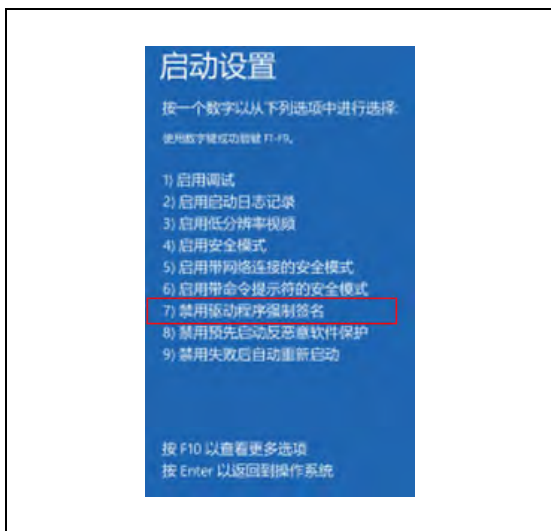 启动设置
按一个数字以从下列选项中进行选择:
使用数字键或功能键 F1-F9。
1) 启用调试
2) 启用启动日志记录
3) 启用低分辨率视频
4) 启用安全模式
5) 启用带网络连接的安全模式
6) 启用带命令提示符的安全模式
7) 禁用驱动程序强制签名
8) 禁用预先启动反恶意软件保护
9) 禁用失败后自动重新启动
按 F10 以查看更多选项
按 Enter 以返回到操作系统